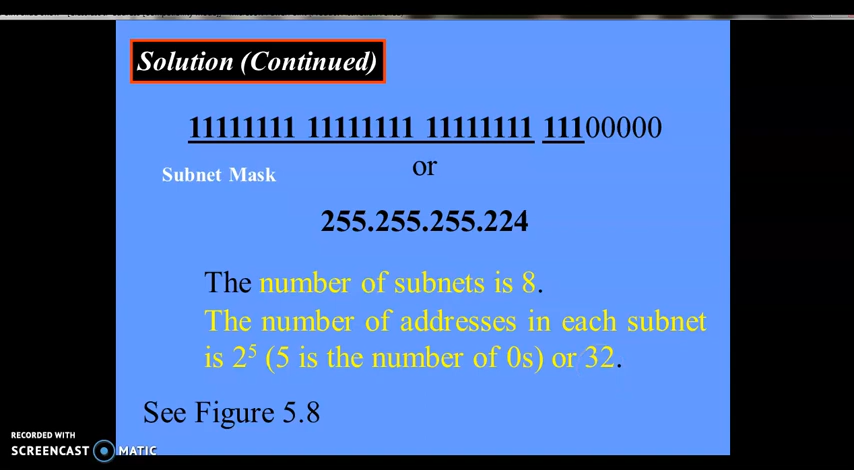 Solution (Continued)
11111111 11111111 11111111 11100000
Subnet Mask
or
255.255.255.224
The number of subnets is 8.
The number of addresses in each subnet
is 2⁵ (5 is the number of 0s) or 32.
See Figure 5.8
RECORDED WITH
SCREENCAST MATIC